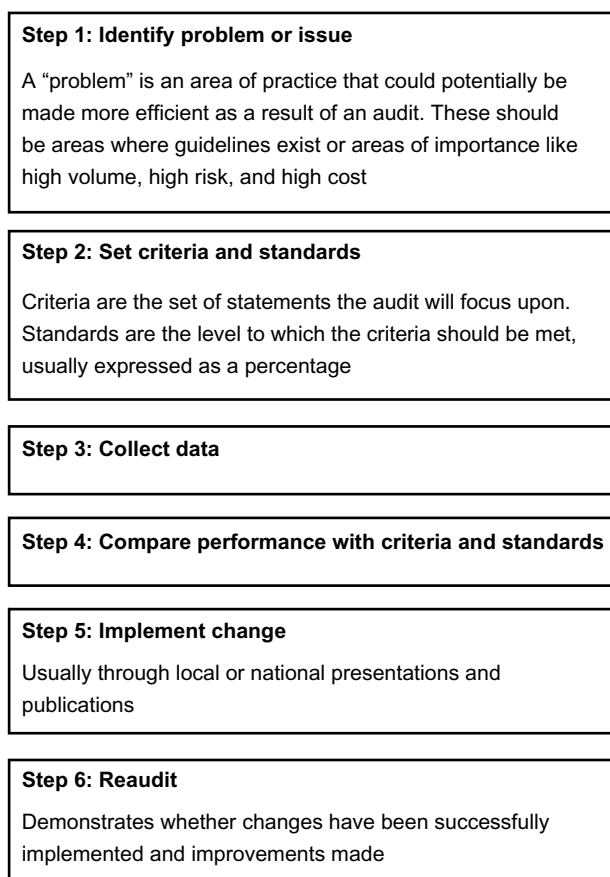 Step 1: Identify problem or issue
A “problem” is an area of practice that could potentially be
made more efficient as a result of an audit. These should
be areas where guidelines exist or areas of importance like
high volume, high risk, and high cost
Step 2: Set criteria and standards
Criteria are the set of statements the audit will focus upon.
Standards are the level to which the criteria should be met,
usually expressed as a percentage
Step 3: Collect data
Step 4: Compare performance with criteria and standards
Step 5: Implement change
Usually through local or national presentations and
publications
Step 6: Reaudit
Demonstrates whether changes have been successfully
implemented and improvements made